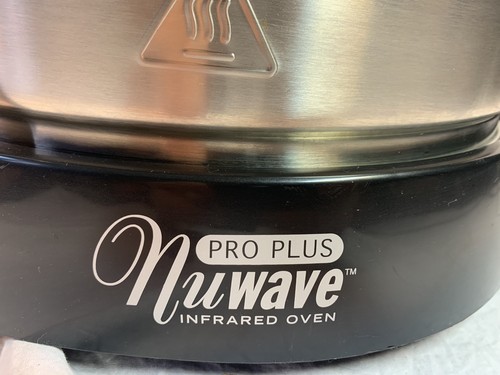 PRO PLUS
nuwave™
INFRARED OVEN